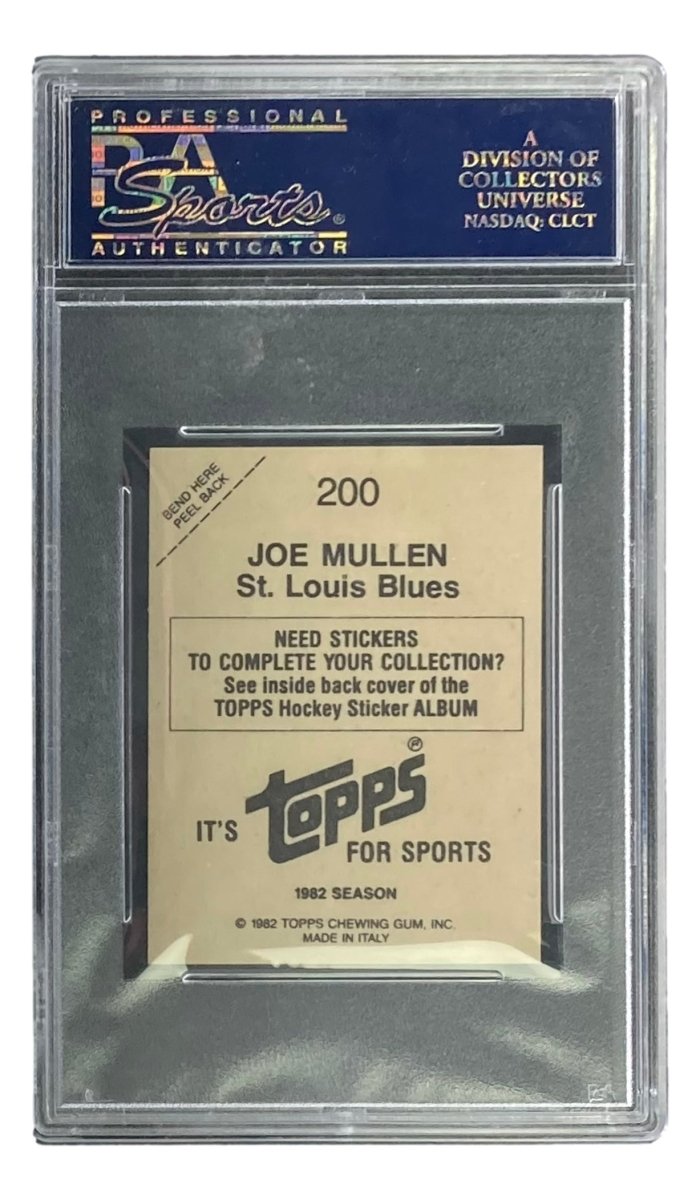 PROFESSIONAL
PSA
Sports®
AUTHENTICATOR
A
DIVISION OF
COLLECTORS
UNIVERSE
NASDAQ: CLCT
BEND HERE
PEEL BACK
200
JOE MULLEN
St. Louis Blues
NEED STICKERS
TO COMPLETE YOUR COLLECTION?
See inside back cover of the
TOPPS Hockey Sticker ALBUM
IT'S topps®
FOR SPORTS
1982 SEASON
© 1982 TOPPS CHEWING GUM, INC.
MADE IN ITALY